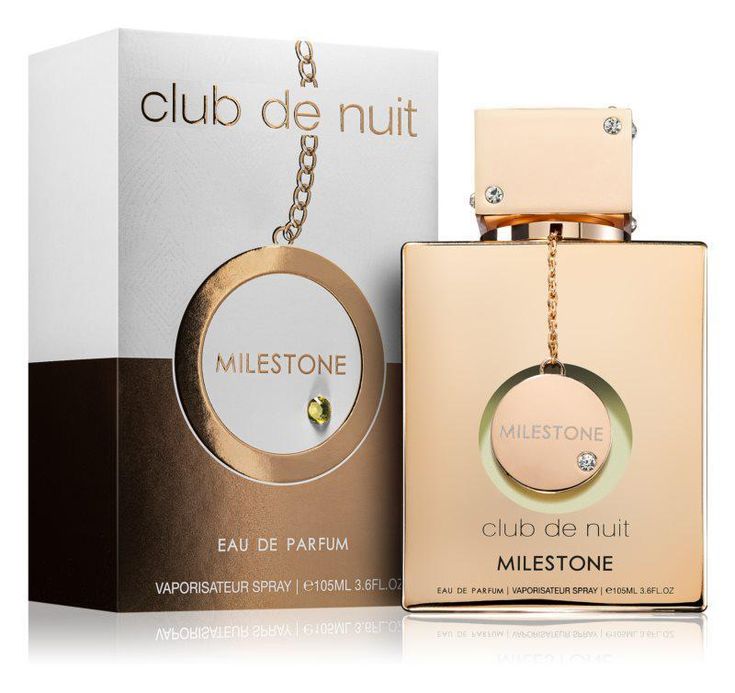 club de nuit
MILESTONE
EAU DE PARFUM
VAPORISATEUR SPRAY | ℮105ML 3.6FL.OZ
MILESTONE
club de nuit
MILESTONE
EAU DE PARFUM | VAPORISATEUR SPRAY | ℮105ML 3.6FL.OZ